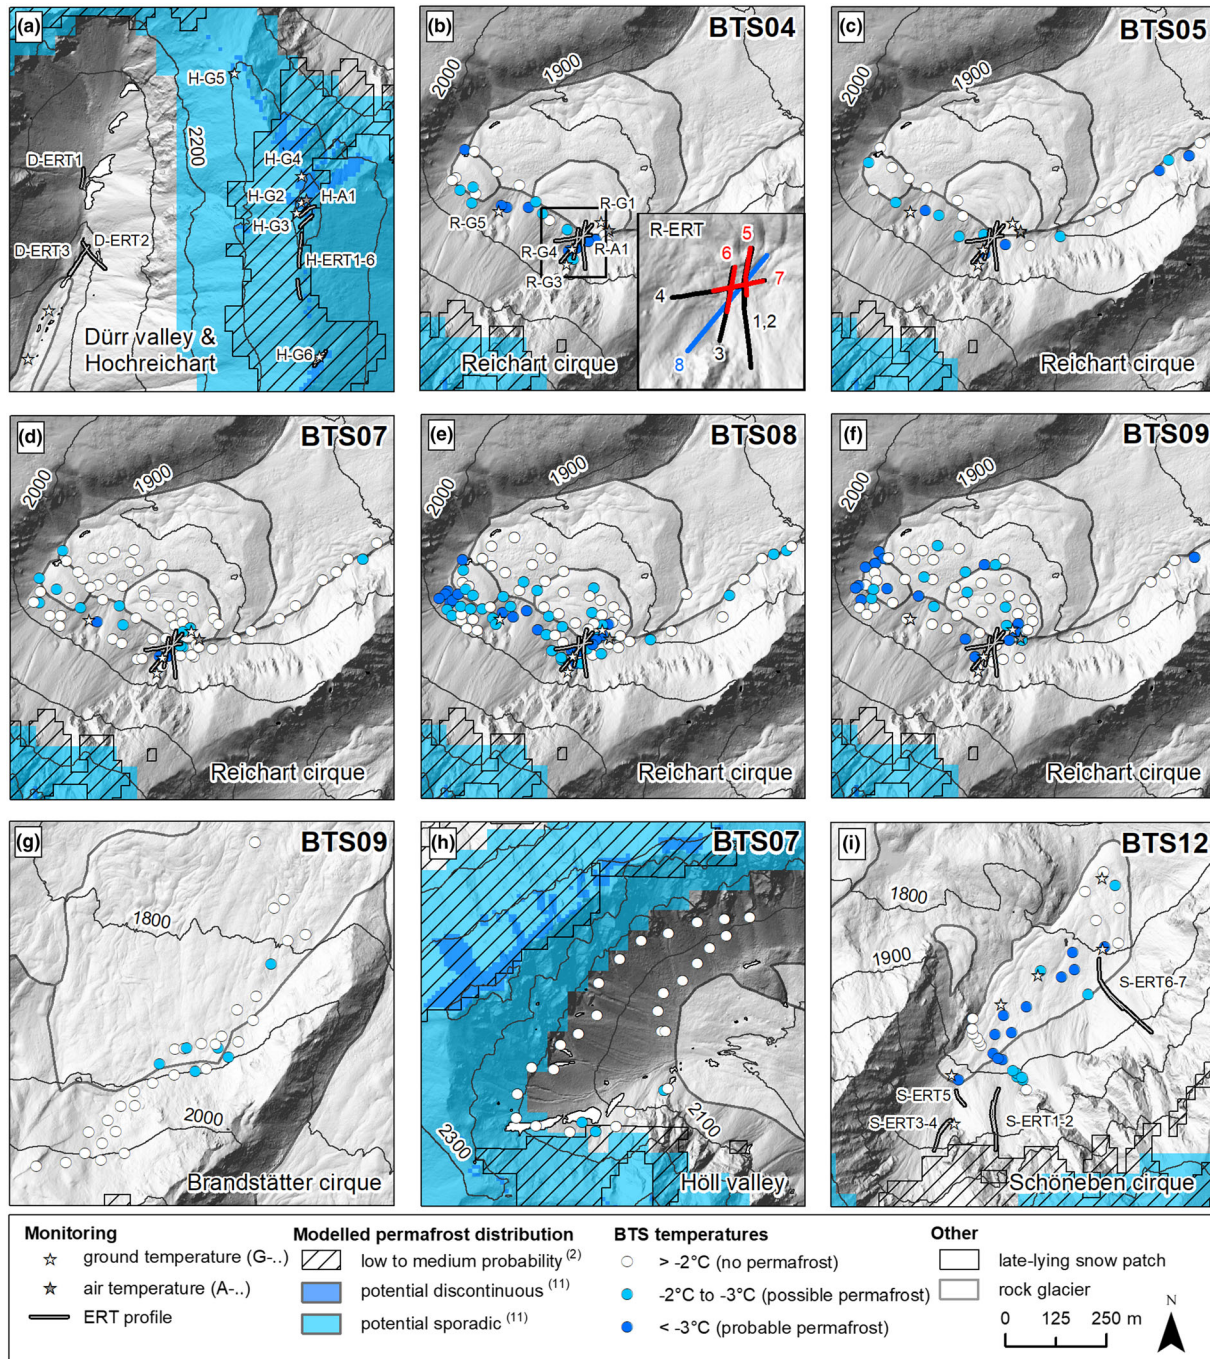 (a)
H-G5
2200
D-ERT1
H-G4
H-G2
H-A1
H-G3
D-ERT2
D-ERT3
H-ERT1-6
H-G6
Dürr valley &
Hochreichart
(b)
BTS04
2000
1900
R-G5
R-G1
R-G4
R-A1
R-G3
R-ERT
5
6
7
4
1,2
3
8
Reichart cirque
(c)
BTS05
2000
1900
Reichart cirque
(d)
BTS07
2000
1900
Reichart cirque
(e)
BTS08
2000
1900
Reichart cirque
(f)
BTS09
2000
1900
Reichart cirque
(g)
BTS09
1800
2000
Brandstätter cirque
(h)
BTS07
2300
2100
Höll valley
(i)
BTS12
1800
1900
S-ERT6-7
S-ERT5
S-ERT3-4
S-ERT1-2
Schöneben cirque
Monitoring
ground temperature (G-..)
air temperature (A-..)
ERT profile
Modelled permafrost distribution
low to medium probability (2)
potential discontinuous (11)
potential sporadic (11)
BTS temperatures
> -2°C (no permafrost)
-2°C to -3°C (possible permafrost)
< -3°C (probable permafrost)
Other
late-lying snow patch
rock glacier
0 125 250 m
N